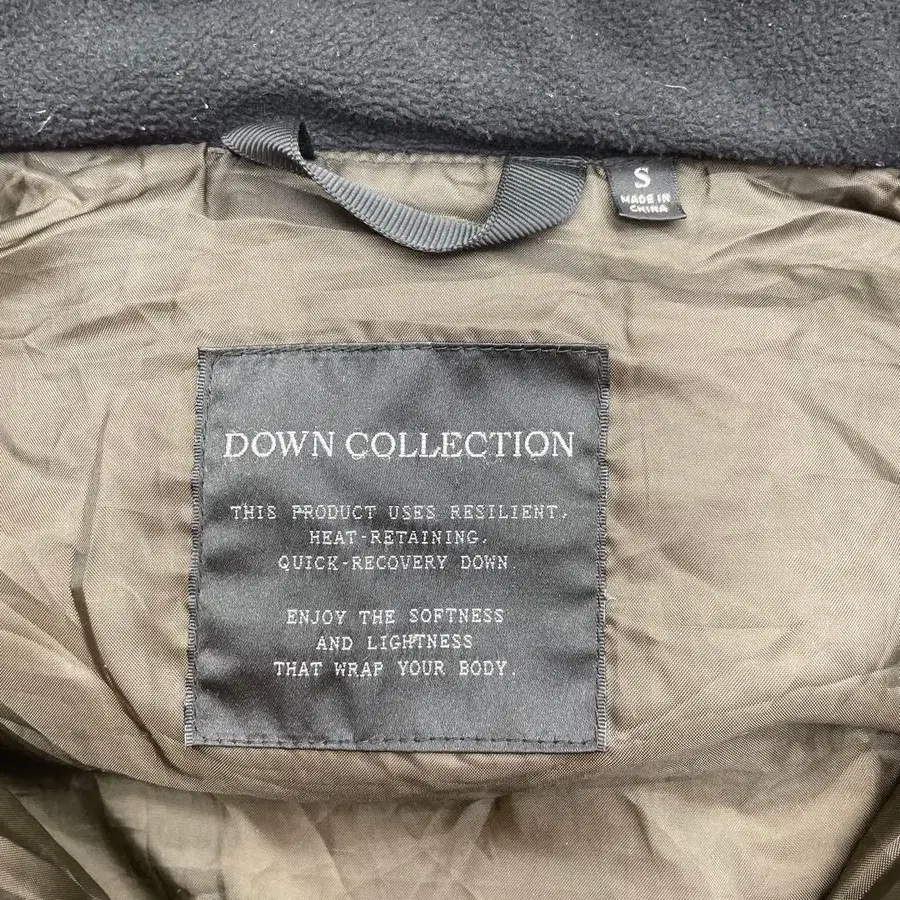 S
MADE IN
CHINA
DOWN COLLECTION
THIS PRODUCT USES RESILIENT,
HEAT-RETAINING,
QUICK-RECOVERY DOWN
ENJOY THE SOFTNESS
AND LIGHTNESS
THAT WRAP YOUR BODY.